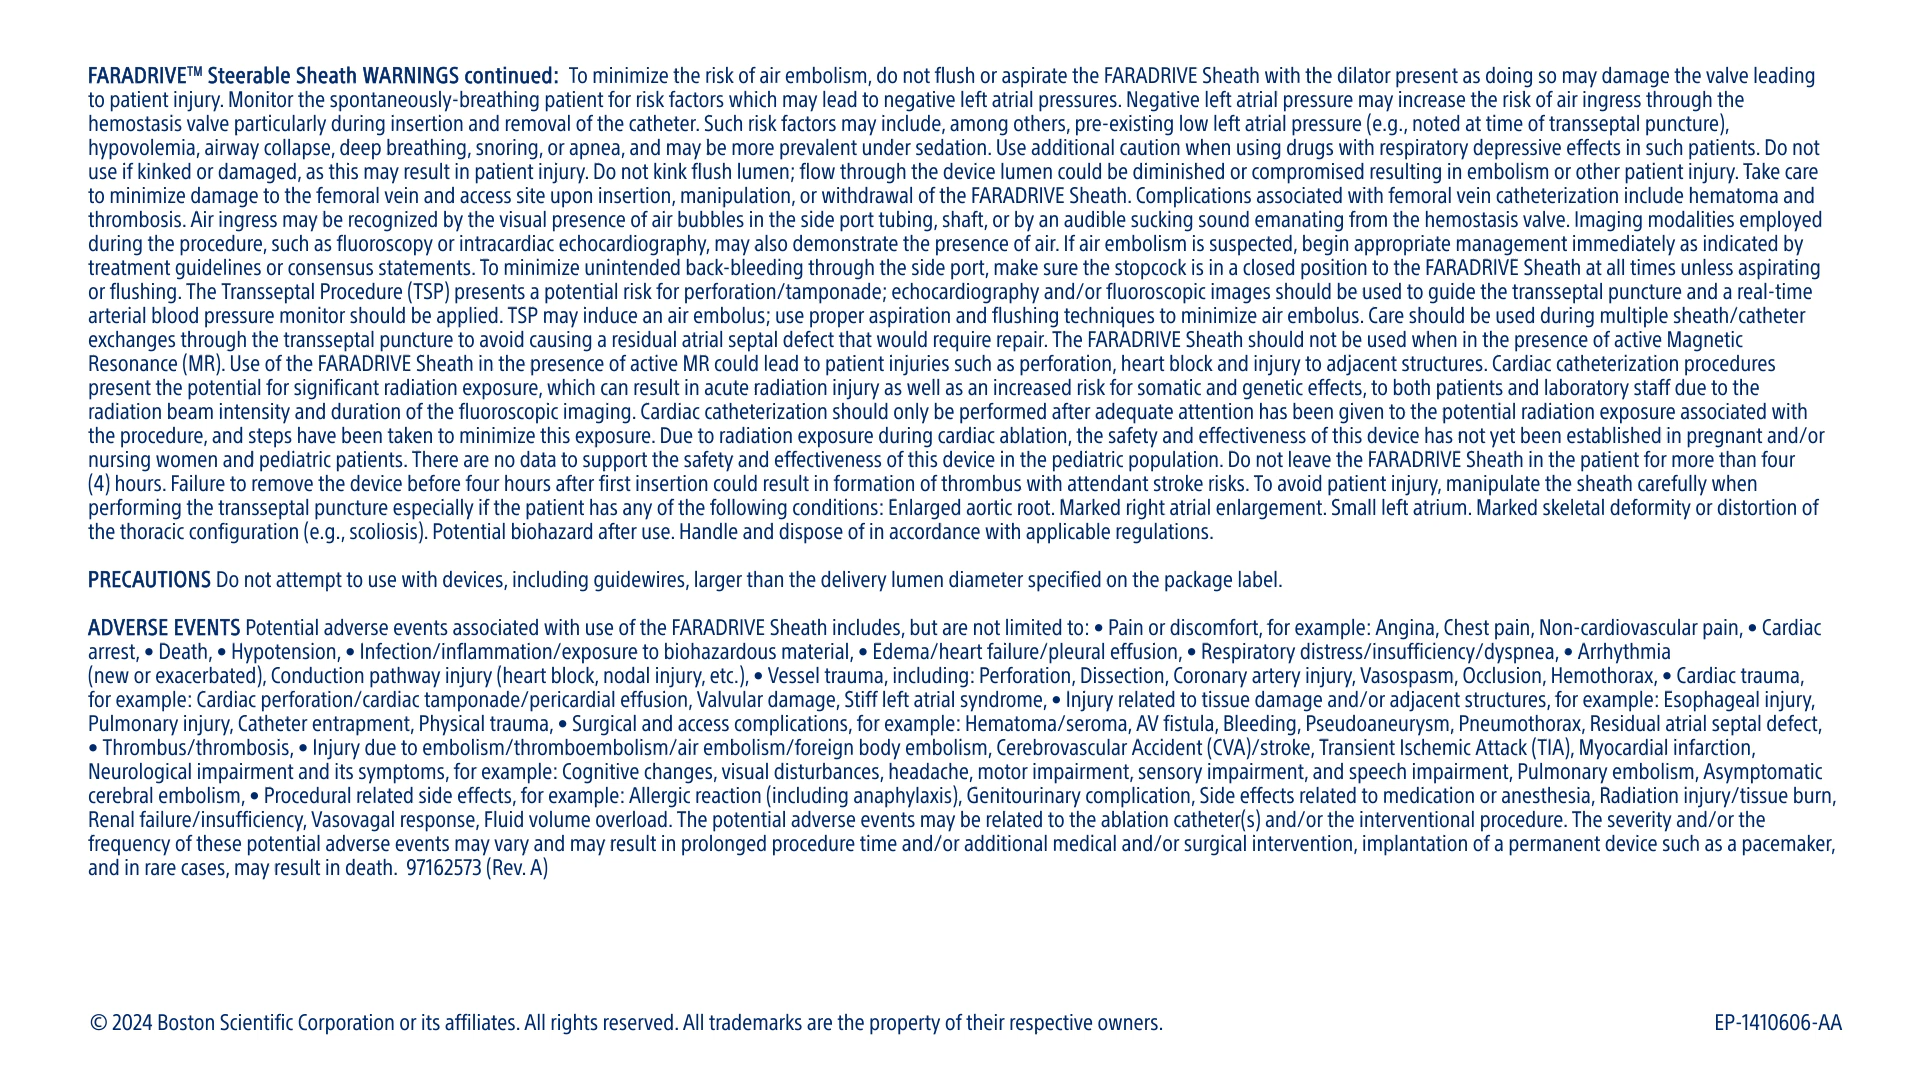 FARADRIVE™ Steerable Sheath WARNINGS continued: To minimize the risk of air embolism, do not flush or aspirate the FARADRIVE Sheath with the dilator present as doing so may damage the valve leading
to patient injury. Monitor the spontaneously-breathing patient for risk factors which may lead to negative left atrial pressures. Negative left atrial pressure may increase the risk of air ingress through the
hemostasis valve particularly during insertion and removal of the catheter. Such risk factors may include, among others, pre-existing low left atrial pressure (e.g., noted at time of transseptal puncture),
hypovolemia, airway collapse, deep breathing, snoring, or apnea, and may be more prevalent under sedation. Use additional caution when using drugs with respiratory depressive effects in such patients. Do not
use if kinked or damaged, as this may result in patient injury. Do not kink flush lumen; flow through the device lumen could be diminished or compromised resulting in embolism or other patient injury. Take care
to minimize damage to the femoral vein and access site upon insertion, manipulation, or withdrawal of the FARADRIVE Sheath. Complications associated with femoral vein catheterization include hematoma and
thrombosis. Air ingress may be recognized by the visual presence of air bubbles in the side port tubing, shaft, or by an audible sucking sound emanating from the hemostasis valve. Imaging modalities employed
during the procedure, such as fluoroscopy or intracardiac echocardiography, may also demonstrate the presence of air. If air embolism is suspected, begin appropriate management immediately as indicated by
treatment guidelines or consensus statements. To minimize unintended back-bleeding through the side port, make sure the stopcock is in a closed position to the FARADRIVE Sheath at all times unless aspirating
or flushing. The Transseptal Procedure (TSP) presents a potential risk for perforation/tamponade; echocardiography and/or fluoroscopic images should be used to guide the transseptal puncture and a real-time
arterial blood pressure monitor should be applied. TSP may induce an air embolus; use proper aspiration and flushing techniques to minimize air embolus. Care should be used during multiple sheath/catheter
exchanges through the transseptal puncture to avoid causing a residual atrial septal defect that would require repair. The FARADRIVE Sheath should not be used when in the presence of active Magnetic
Resonance (MR). Use of the FARADRIVE Sheath in the presence of active MR could lead to patient injuries such as perforation, heart block and injury to adjacent structures. Cardiac catheterization procedures
present the potential for significant radiation exposure, which can result in acute radiation injury as well as an increased risk for somatic and genetic effects, to both patients and laboratory staff due to the
radiation beam intensity and duration of the fluoroscopic imaging. Cardiac catheterization should only be performed after adequate attention has been given to the potential radiation exposure associated with
the procedure, and steps have been taken to minimize this exposure. Due to radiation exposure during cardiac ablation, the safety and effectiveness of this device has not yet been established in pregnant and/or
nursing women and pediatric patients. There are no data to support the safety and effectiveness of this device in the pediatric population. Do not leave the FARADRIVE Sheath in the patient for more than four
(4) hours. Failure to remove the device before four hours after first insertion could result in formation of thrombus with attendant stroke risks. To avoid patient injury, manipulate the sheath carefully when
performing the transseptal puncture especially if the patient has any of the following conditions: Enlarged aortic root. Marked right atrial enlargement. Small left atrium. Marked skeletal deformity or distortion of
the thoracic configuration (e.g., scoliosis). Potential biohazard after use. Handle and dispose of in accordance with applicable regulations.
PRECAUTIONS Do not attempt to use with devices, including guidewires, larger than the delivery lumen diameter specified on the package label.
ADVERSE EVENTS Potential adverse events associated with use of the FARADRIVE Sheath includes, but are not limited to: • Pain or discomfort, for example: Angina, Chest pain, Non-cardiovascular pain, • Cardiac
arrest, • Death, • Hypotension, • Infection/inflammation/exposure to biohazardous material, • Edema/heart failure/pleural effusion, • Respiratory distress/insufficiency/dyspnea, • Arrhythmia
(new or exacerbated), Conduction pathway injury (heart block, nodal injury, etc.), • Vessel trauma, including: Perforation, Dissection, Coronary artery injury, Vasospasm, Occlusion, Hemothorax, • Cardiac trauma,
for example: Cardiac perforation/cardiac tamponade/pericardial effusion, Valvular damage, Stiff left atrial syndrome, • Injury related to tissue damage and/or adjacent structures, for example: Esophageal injury,
Pulmonary injury, Catheter entrapment, Physical trauma, • Surgical and access complications, for example: Hematoma/seroma, AV fistula, Bleeding, Pseudoaneurysm, Pneumothorax, Residual atrial septal defect,
• Thrombus/thrombosis, • Injury due to embolism/thromboembolism/air embolism/foreign body embolism, Cerebrovascular Accident (CVA)/stroke, Transient Ischemic Attack (TIA), Myocardial infarction,
Neurological impairment and its symptoms, for example: Cognitive changes, visual disturbances, headache, motor impairment, sensory impairment, and speech impairment, Pulmonary embolism, Asymptomatic
cerebral embolism, • Procedural related side effects, for example: Allergic reaction (including anaphylaxis), Genitourinary complication, Side effects related to medication or anesthesia, Radiation injury/tissue burn,
Renal failure/insufficiency, Vasovagal response, Fluid volume overload. The potential adverse events may be related to the ablation catheter(s) and/or the interventional procedure. The severity and/or the
frequency of these potential adverse events may vary and may result in prolonged procedure time and/or additional medical and/or surgical intervention, implantation of a permanent device such as a pacemaker,
and in rare cases, may result in death. 97162573 (Rev. A)
© 2024 Boston Scientific Corporation or its affiliates. All rights reserved. All trademarks are the property of their respective owners.
EP-1410606-AA